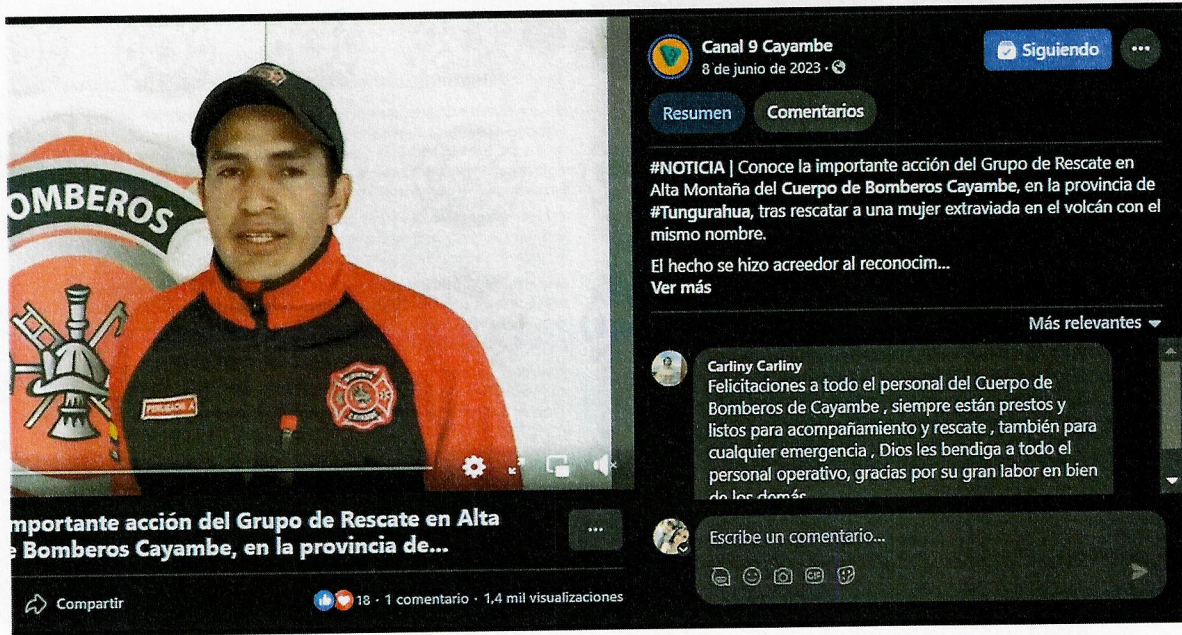 OMBEROS
Canal 9 Cayambe
8 de junio de 2023 ·
Siguiendo
Resumen
Comentarios
#NOTICIA | Conoce la importante acción del Grupo de Rescate en
Alta Montaña del Cuerpo de Bomberos Cayambe, en la provincia de
#Tungurahua, tras rescatar a una mujer extraviada en el volcán con el
mismo nombre.
El hecho se hizo acreedor al reconocim...
Ver más
Más relevantes
Carliny Carliny
Felicitaciones a todo el personal del Cuerpo de
Bomberos de Cayambe , siempre están prestos y
listos para acompañamiento y rescate , también para
cualquier emergencia , Dios les bendiga a todo el
personal operativo, gracias por su gran labor en bien
de los demás
Escribe un comentario...
GIF
mportante acción del Grupo de Rescate en Alta
e Bomberos Cayambe, en la provincia de...
Compartir
18 · 1 comentario · 1,4 mil visualizaciones